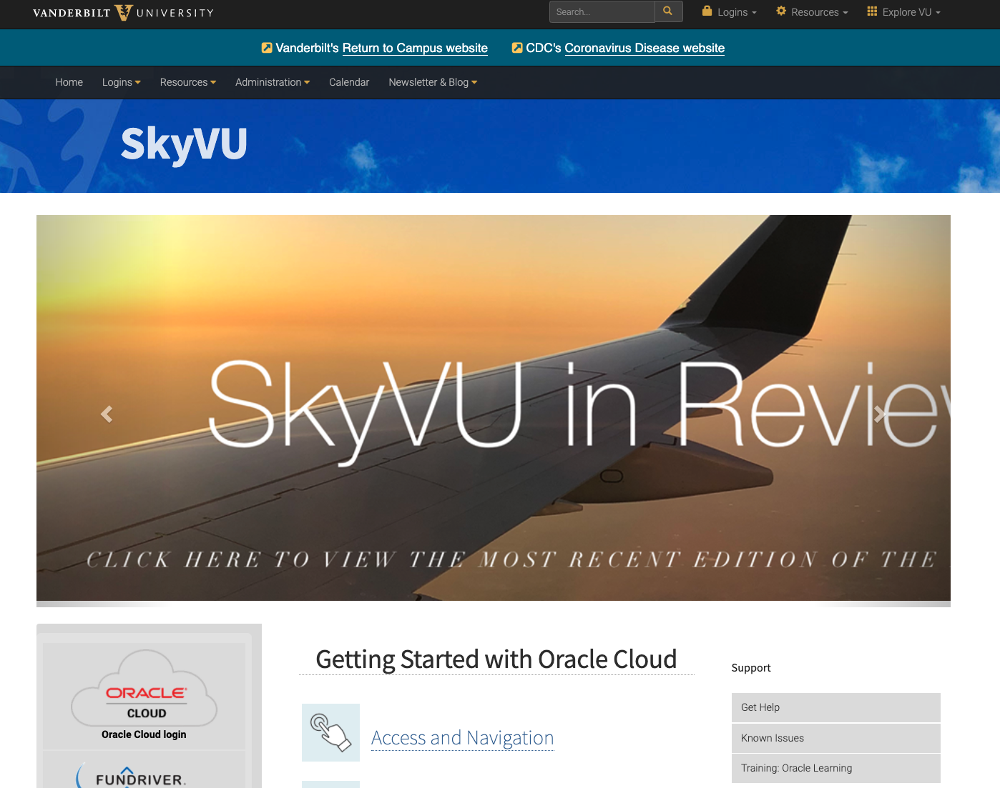 VANDERBILT UNIVERSITY
Search...
Logins
Resources
Explore VU
Vanderbilt's Return to Campus website
CDC's Coronavirus Disease website
Home
Logins
Resources
Administration
Calendar
Newsletter & Blog
SkyVU
SkyVU in Review
CLICK HERE TO VIEW THE MOST RECENT EDITION OF THE
ORACLE
CLOUD
Oracle Cloud login
FUNDRIVER
Getting Started with Oracle Cloud
Access and Navigation
Support
Get Help
Known Issues
Training: Oracle Learning